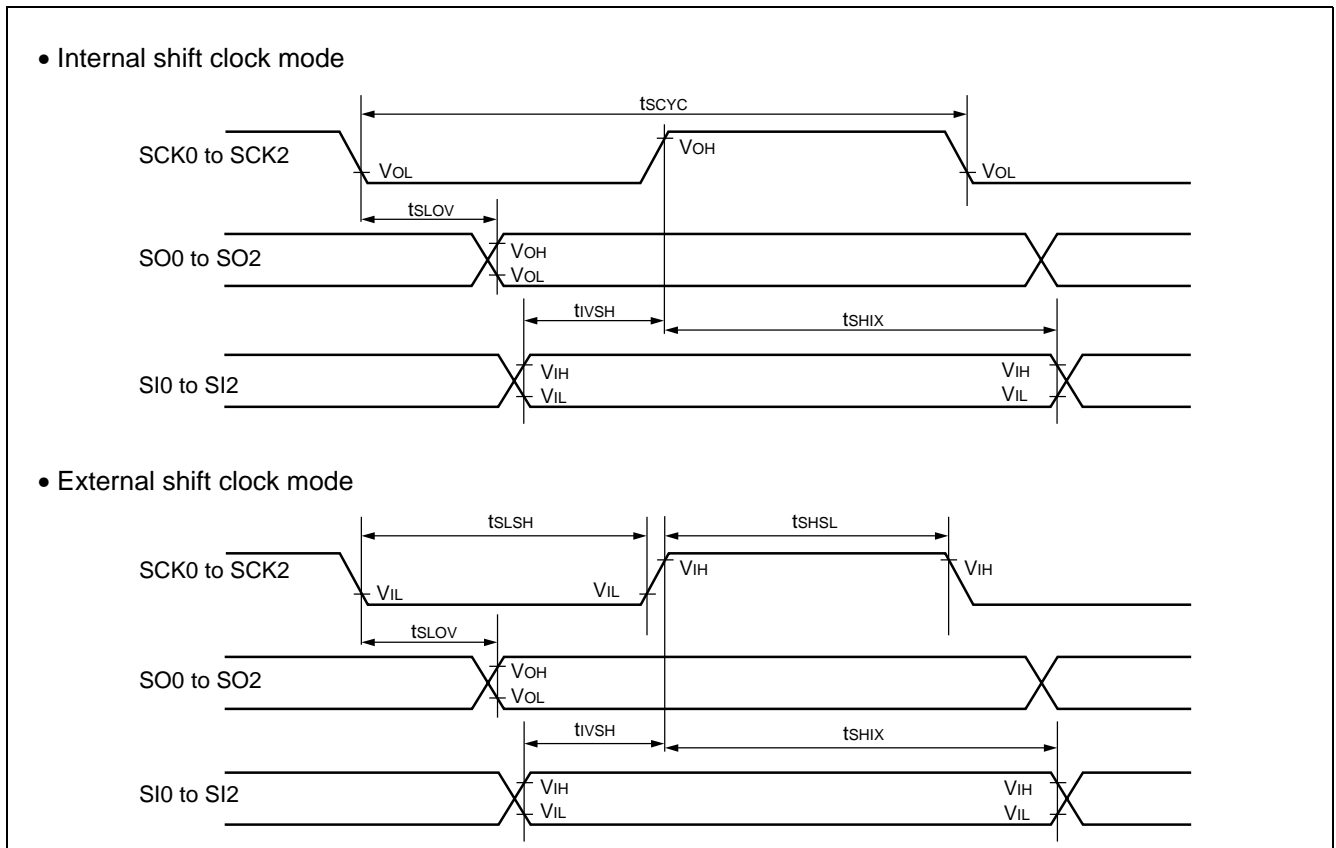 • Internal shift clock mode
tSCYC
SCK0 to SCK2
VOL
VOH
VOL
tSLOV
SO0 to SO2
VOH
VOL
tIVSH
tSHIX
SI0 to SI2
VIH
VIL
VIH
VIL
• External shift clock mode
tSLSH
tSHSL
SCK0 to SCK2
VIL
VIL
VIH
VIH
tSLOV
SO0 to SO2
VOH
VOL
tIVSH
tSHIX
SI0 to SI2
VIH
VIL
VIH
VIL